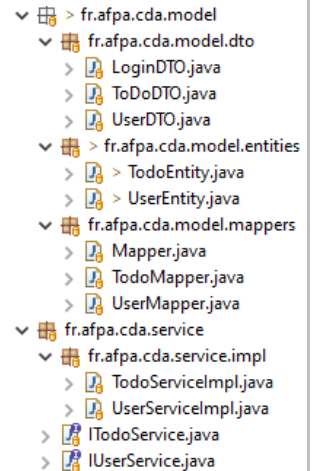 > fr.afpa.cda.model
fr.afpa.cda.model.dto
LoginDTO.java
ToDoDTO.java
UserDTO.java
> fr.afpa.cda.model.entities
> TodoEntity.java
> UserEntity.java
fr.afpa.cda.model.mappers
Mapper.java
TodoMapper.java
UserMapper.java
fr.afpa.cda.service
fr.afpa.cda.service.impl
TodoServiceImpl.java
UserServiceImpl.java
ITodoService.java
IUserService.java